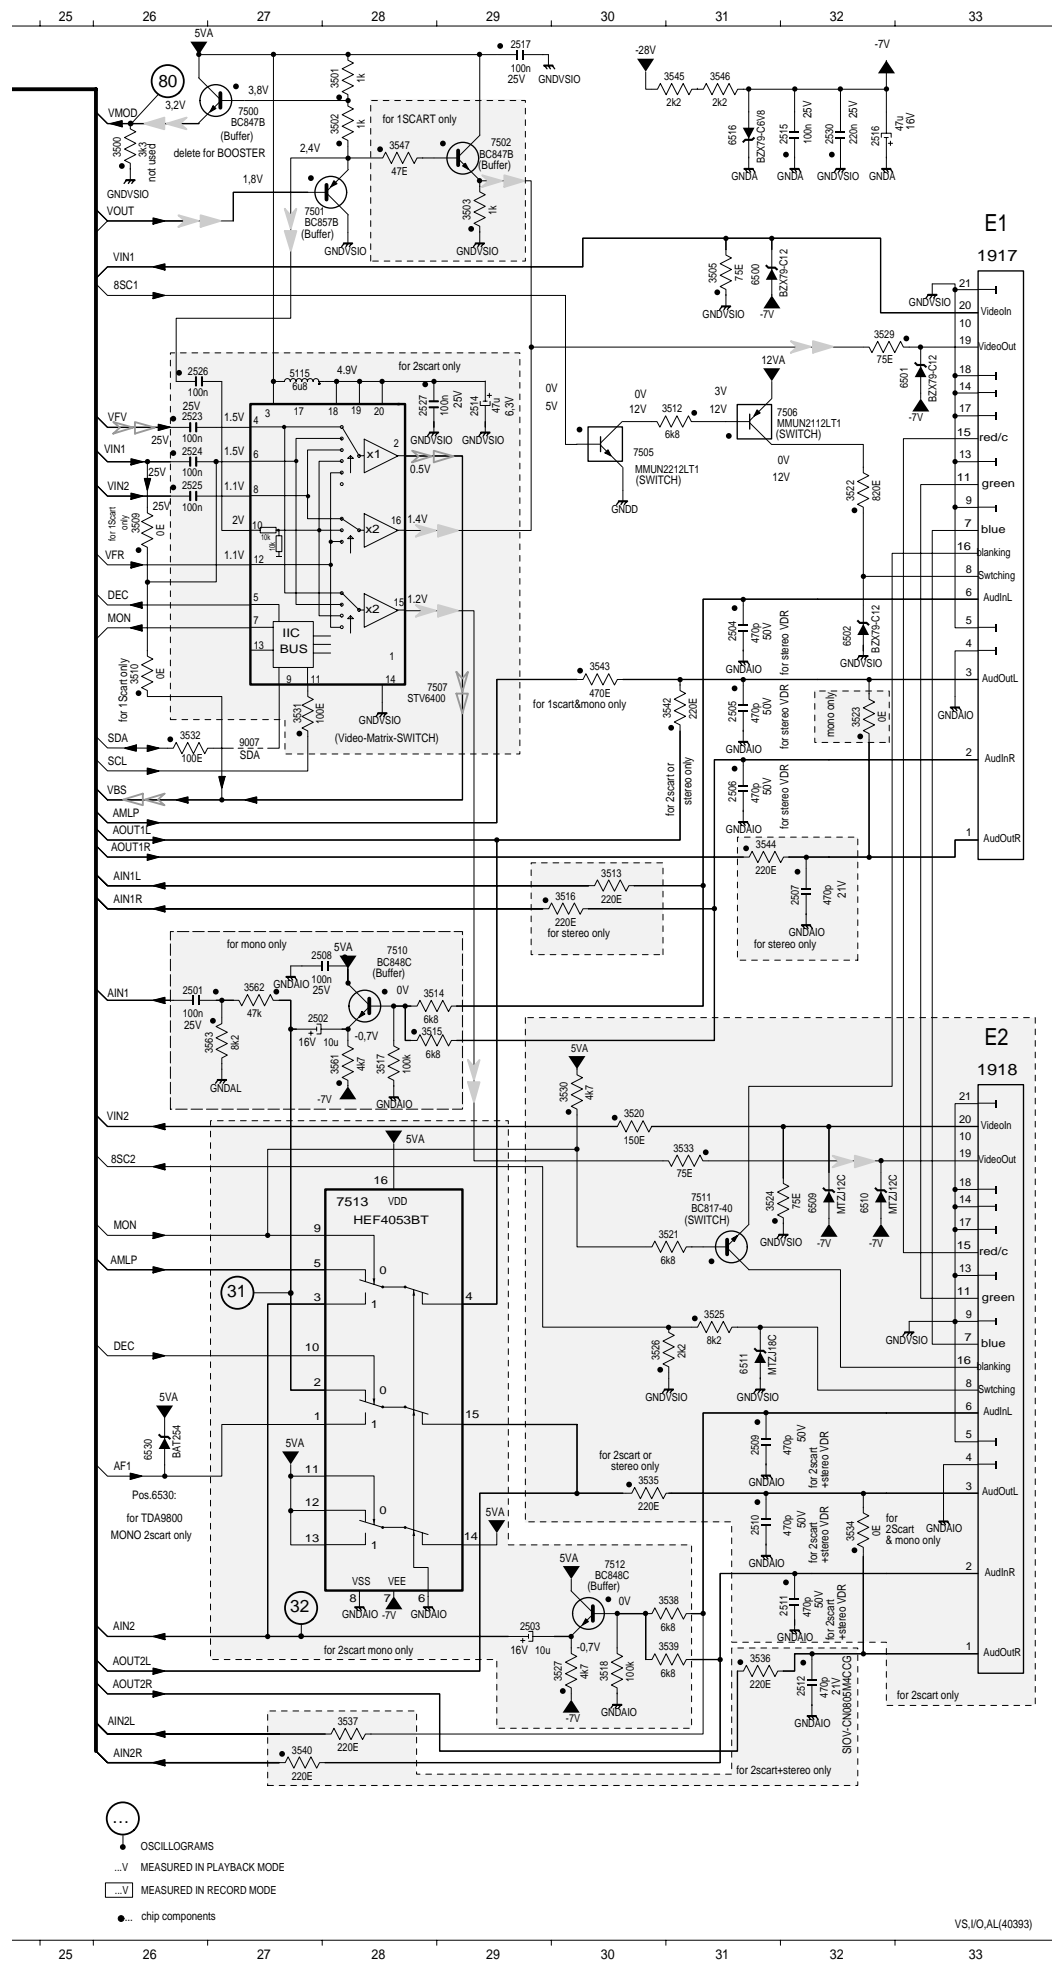 25 26 27 28 29 30 31 32 33
5VA
80
3,2V
VMOD
3500
3k3
not used
GNDVSIO
7500
BC847B
(Buffer)
delete for BOOSTER
3,8V
3501
1k
3502
1k
2,4V
2517
100n
25V
GNDVSIO
for 1SCART only
3547
47E
7502
BC847B
(Buffer)
3503
1k
GNDVSIO
VOUT
1,8V
7501
BC857B
(Buffer)
GNDVSIO
-28V
3545
2k2
3546
2k2
-7V
6516
BZX79-C6V8
GNDA
2515
100n 25V
GNDA
2530
220n 25V
GNDVSIO
2516
47u
16V
GNDA
E1
1917
VIN1
8SC1
3505
75E
GNDVSIO
6500
BZX79-C12
-7V
GNDVSIO
21
20 VideoIn
10
19 VideoOut
18
14
17
15 red/c
13
11 green
9
7 blue
16 blanking
8 Swtching
6 AudInL
5
4
3 AudOutL
2 AudInR
1 AudOutR
3529
75E
6501
BZX79-C12
-7V
for 2scart only
2526
100n
5115
6u8
4.9V
2527
100n
25V
GNDVSIO
2514
47u
6,3V
GNDVSIO
3 17 18 19 20
VFV
25V
25V
2523
100n
1.5V
4
VIN1
25V
2524
100n
1.5V
6
VIN2
25V
2525
100n
1.1V
8
for 1Scart
only
3509
0E
2V
10
10k
10k
VFR
1.1V
12
DEC
5
MON
7
13
IIC
BUS
9 11 14
x1
2
0.5V
x2
16
1.4V
x2
15
1.2V
1
7507
STV6400
GNDVSIO
(Video-Matrix-SWITCH)
for 1Scart only
3510
0E
3531
100E
SDA
3532
100E
9007
SDA
SCL
VBS
AMLP
AOUT1L
AOUT1R
0V
5V
7505
MMUN2212LT1
(SWITCH)
GNDD
0V
12V
3512
6k8
3V
12V
12VA
7506
MMUN2112LT1
(SWITCH)
0V
12V
3522
820E
6502
BZX79-C12
GNDVSIO
GNDAIO
2504
470p
50V
for stereo VDR
GNDAIO
3543
470E
for 1scart&mono only
3542
220E
for 2scart or
stereo only
2505
470p
50V
for stereo VDR
GNDAIO
mono only
3523
0E
2506
470p
50V
for stereo VDR
GNDAIO
3544
220E
2507
470p
21V
GNDAIO
for stereo only
AIN1L
AIN1R
3513
220E
3516
220E
for stereo only
for mono only
AIN1
2501
100n
25V
3562
47k
3563
8k2
GNDAL
GNDAIO
2508
100n
25V
5VA
7510
BC848C
(Buffer)
0V
2502
16V
10u
-0,7V
3561
4k7
-7V
3517
100k
GNDAIO
3514
6k8
3515
6k8
E2
1918
5VA
3530
4k7
VIN2
3520
150E
8SC2
5VA
3533
75E
3524
75E
GNDVSIO
6509
MTZJ12C
-7V
6510
MTZJ12C
-7V
7511
BC817-40
(SWITCH)
3521
6k8
3525
8k2
3526
2k2
GNDVSIO
6511
MTZJ18C
GNDVSIO
GNDVSIO
21
20 VideoIn
10
19 VideoOut
18
14
17
15 red/c
13
11 green
9
7 blue
16 blanking
8 Swtching
6 AudInL
5
4
3 AudOutL
2 AudInR
1 AudOutR
16
VDD
7513
HEF4053BT
MON
9
AMLP
5
0
31
3
1
4
DEC
10
2
0
1
1
15
5VA
6530
BAT254
AF1
Pos.6530:
for TDA9800
MONO 2scart only
5VA
11
12
0
13
1
14
5VA
VSS
8
GNDAIO
VEE
7
-7V
6
GNDAIO
for 2scart or
stereo only
3535
220E
2509
470p
50V
for 2scart
+stereo VDR
GNDAIO
2510
470p
50V
for 2scart
+stereo VDR
GNDAIO
3534
0E
for
2Scart
& mono only
GNDAIO
2511
470p
50V
for 2scart
+stereo VDR
GNDAIO
32
AIN2
for 2scart mono only
2503
16V
10u
5VA
7512
BC848C
(Buffer)
0V
-0,7V
3527
4k7
-7V
3518
100k
GNDAIO
3538
6k8
3539
6k8
AOUT2L
AOUT2R
3536
220E
2512
470p
21V
GNDAIO
SIOV-CN0805M4CCG
for 2scart only
AIN2L
3537
220E
AIN2R
3540
220E
for 2scart+stereo only
...
OSCILLOGRAMS
...V MEASURED IN PLAYBACK MODE
...V MEASURED IN RECORD MODE
... chip components
VS,I/O,AL(40393)
25 26 27 28 29 30 31 32 33